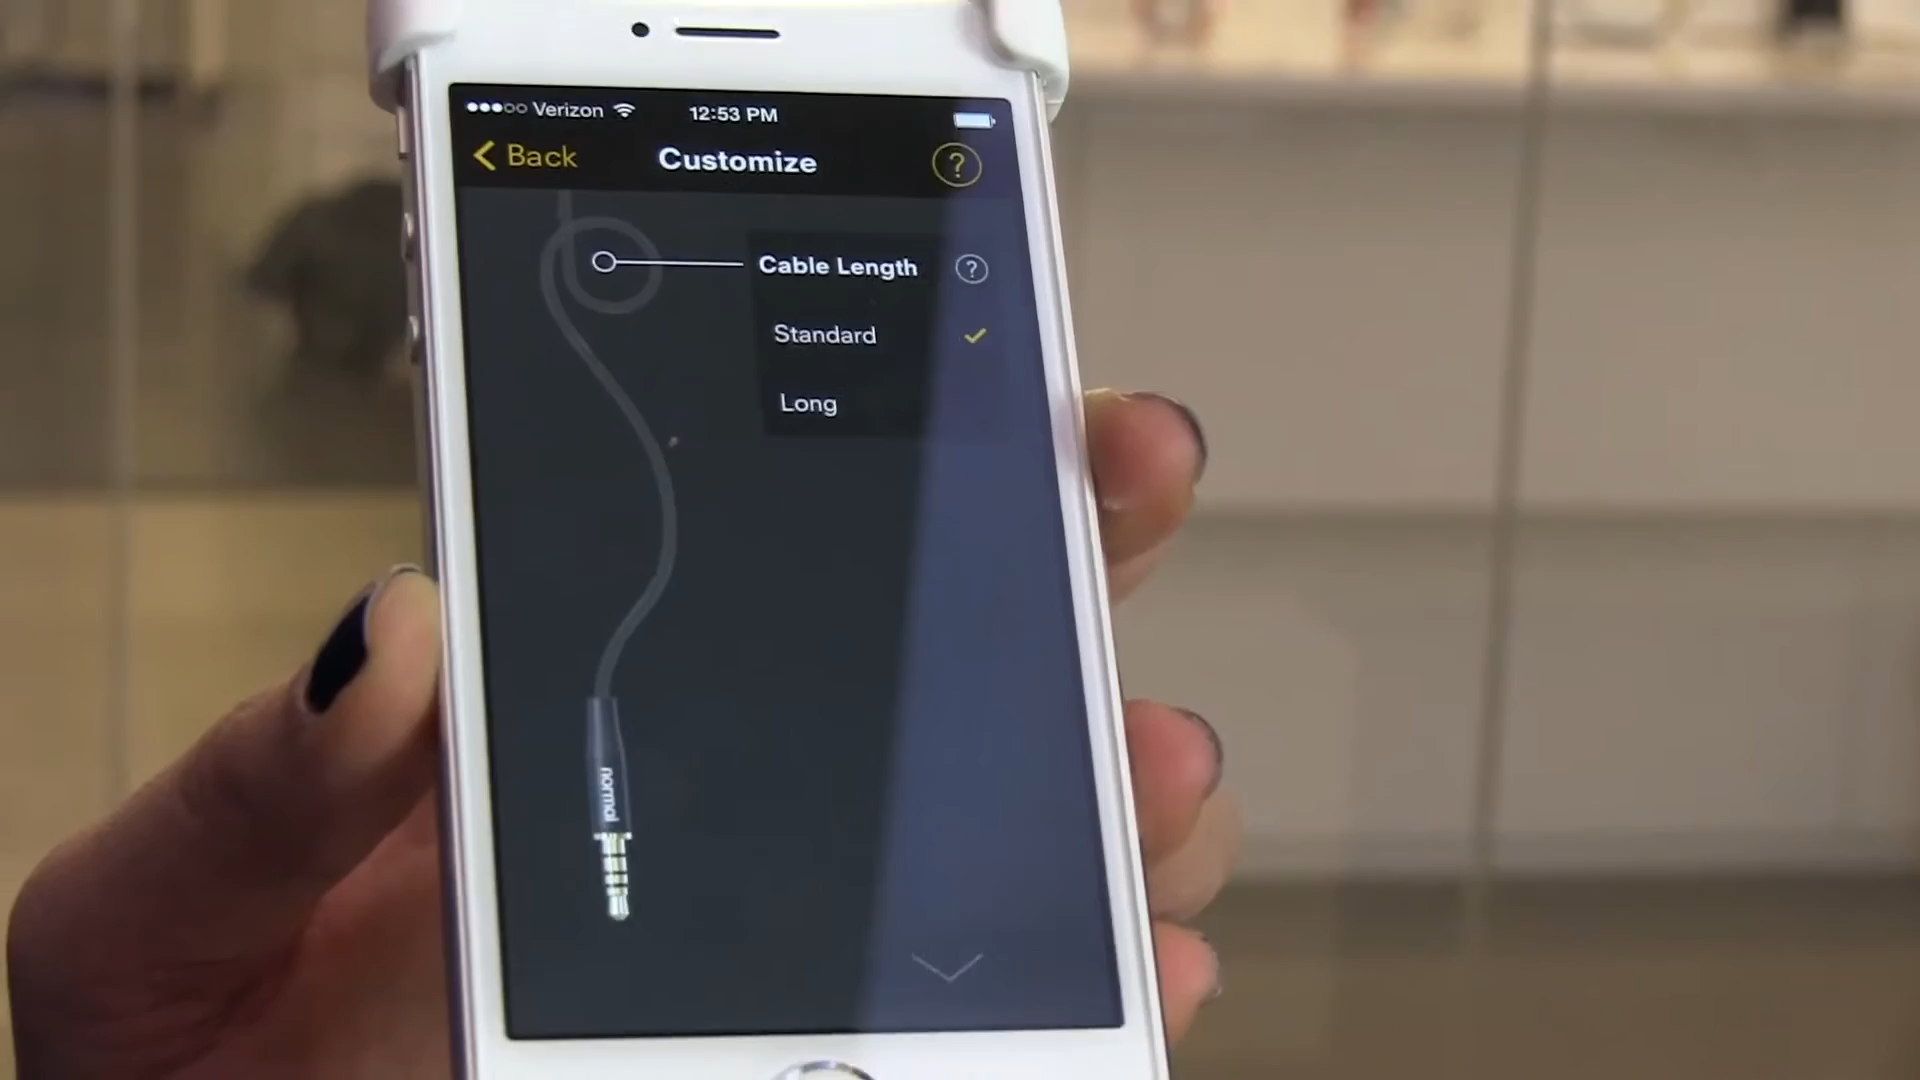 Verizon 12:53 PM
Back Customize ?
Cable Length ?
Standard
Long
normal